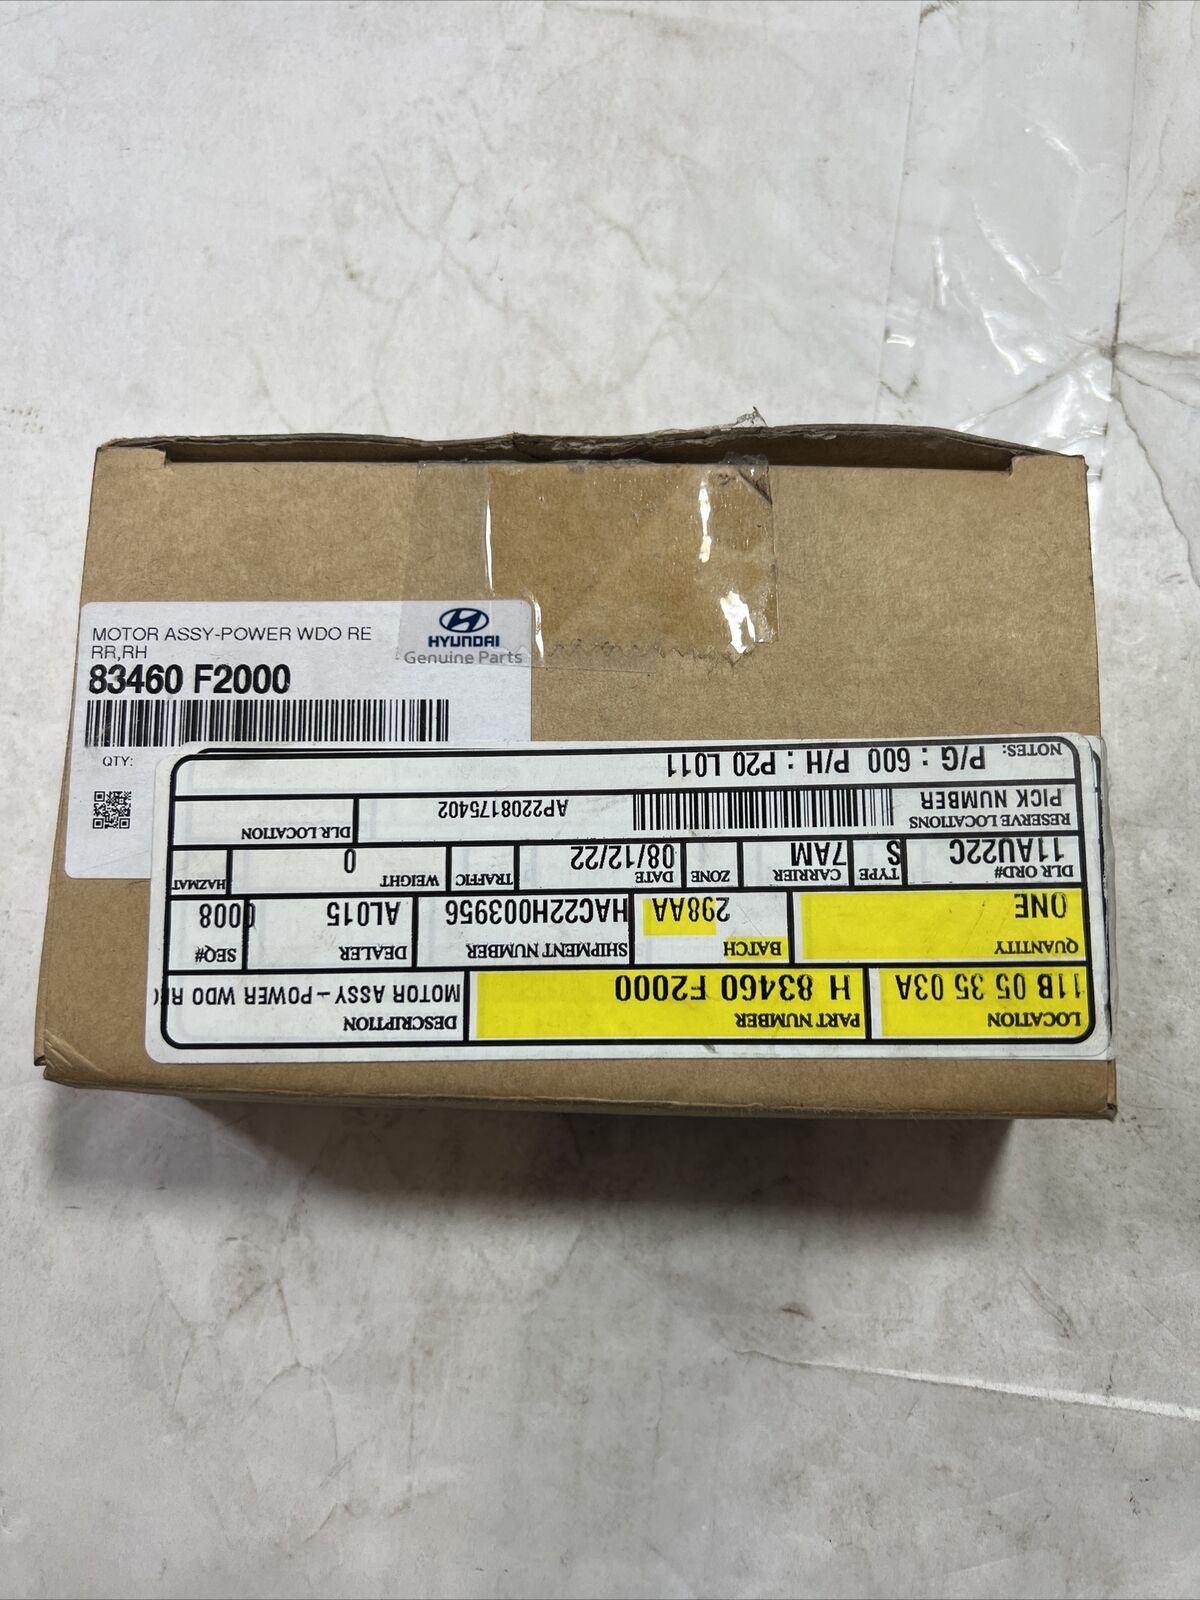 MOTOR ASSY-POWER WDO RE
RR,RH
83460 F2000
HYUNDAI
Genuine Parts
QTY:
LOCATION
11B 05 35 03A
PART NUMBER
H 83460 F2000
DESCRIPTION
MOTOR ASSY-POWER WDO
QUANTITY
ONE
BATCH
298AA
SHIPMENT NUMBER
HAC22H003956
DEALER
AL015
SEQ#
0008
DLR ORD#
11AU22C
TYPE
S
CARRIER
7AM
ZONE
DATE
08/12/22
TRAFFIC
WEIGHT
0
HAZMAT
RESERVE LOCATIONS
PICK NUMBER
AP2208175402
DLR LOCATION
NOTES:
P/G : 600 P/H : P20 L011